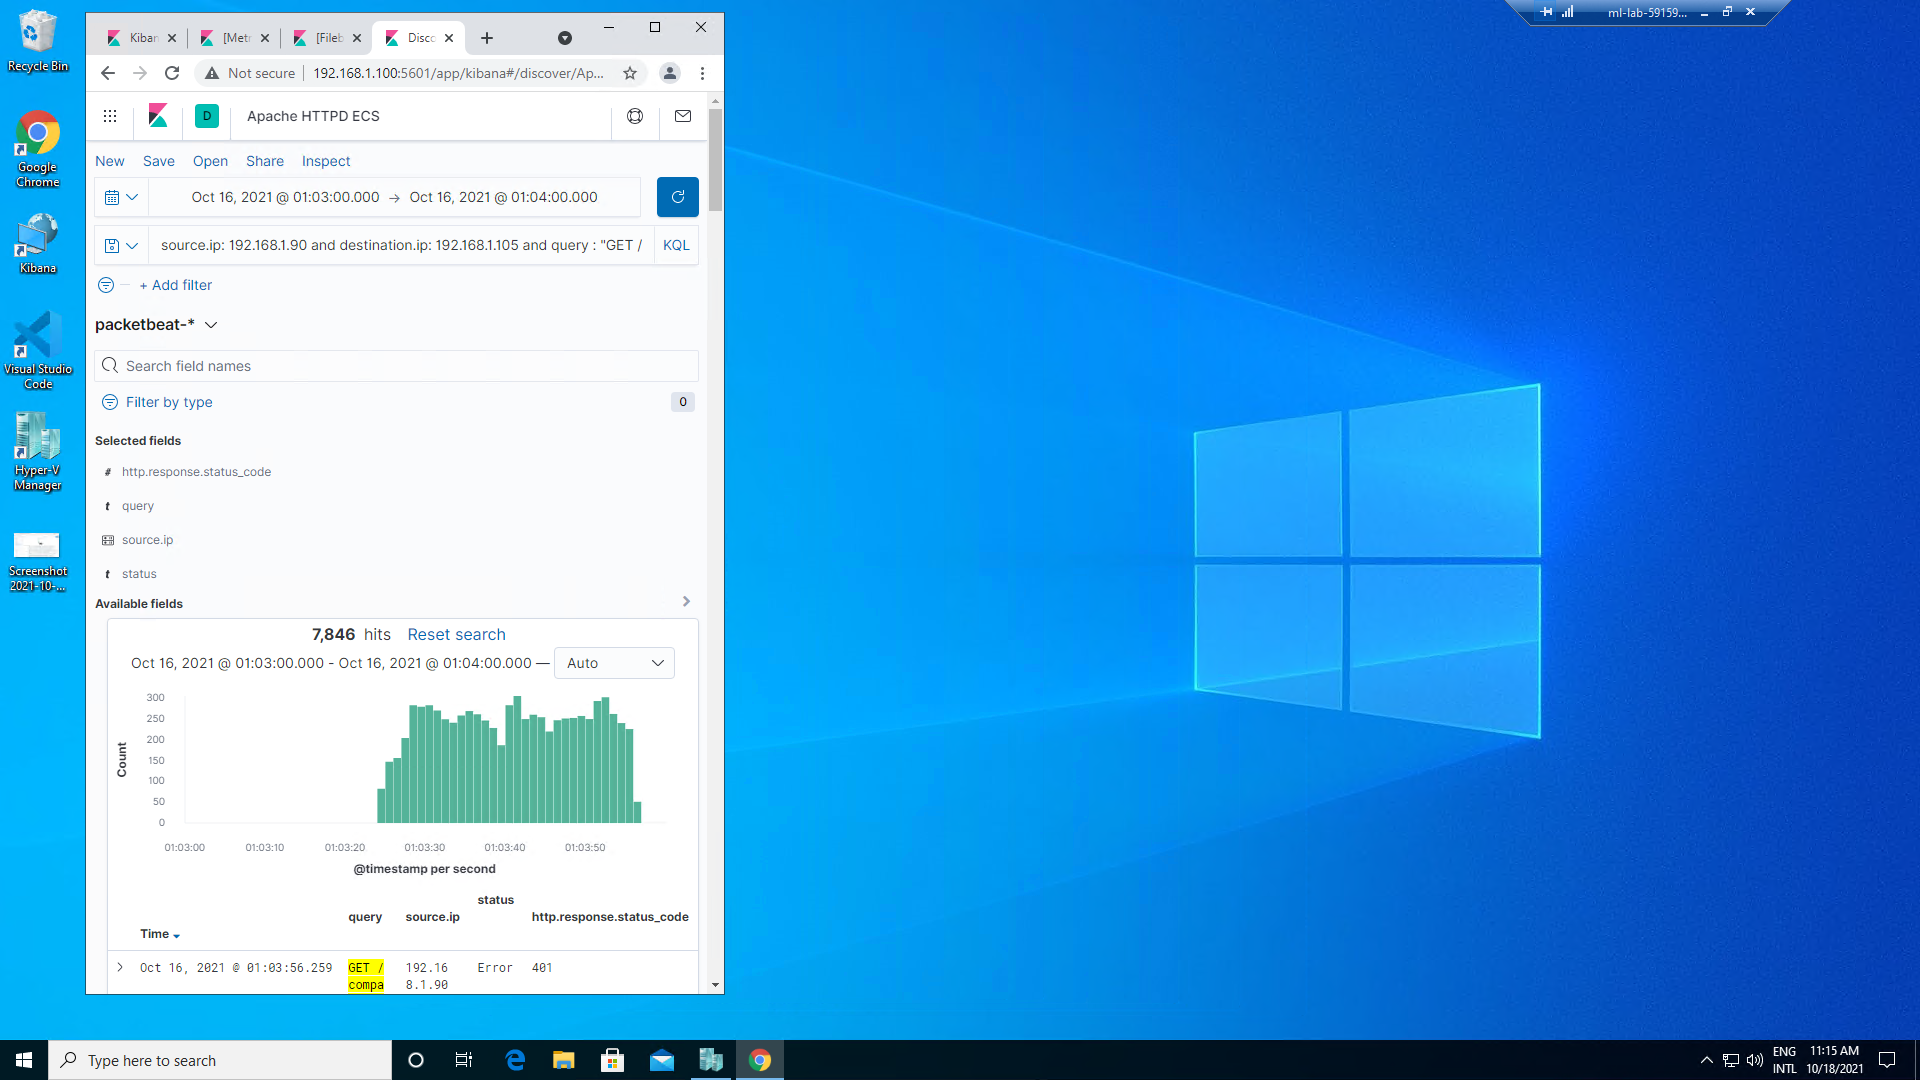 Recycle Bin
Google
Chrome
Kibana
Visual Studio
Code
Hyper-V
Manager
Screenshot
2021-10-...
ml-lab-59159...
Kiban
[Metr
[Fileb
Disco
Not secure
192.168.1.100:5601/app/kibana#/discover/Ap...
D
Apache HTTPD ECS
New Save Open Share Inspect
Oct 16, 2021 @ 01:03:00.000 → Oct 16, 2021 @ 01:04:00.000
source.ip: 192.168.1.90 and destination.ip: 192.168.1.105 and query : "GET /
KQL
+ Add filter
packetbeat-*
Search field names
Filter by type
0
Selected fields
# http.response.status_code
t query
source.ip
t status
Available fields
7,846 hits Reset search
Oct 16, 2021 @ 01:03:00.000 - Oct 16, 2021 @ 01:04:00.000 —
Auto
300
250
200
150
100
50
0
Count
01:03:00 01:03:10 01:03:20 01:03:30 01:03:40 01:03:50
@timestamp per second
Time query source.ip status http.response.status_code
Oct 16, 2021 @ 01:03:56.259 GET / 192.16 Error 401
compa 8.1.90
Type here to search
ENG
INTL
11:15 AM
10/18/2021